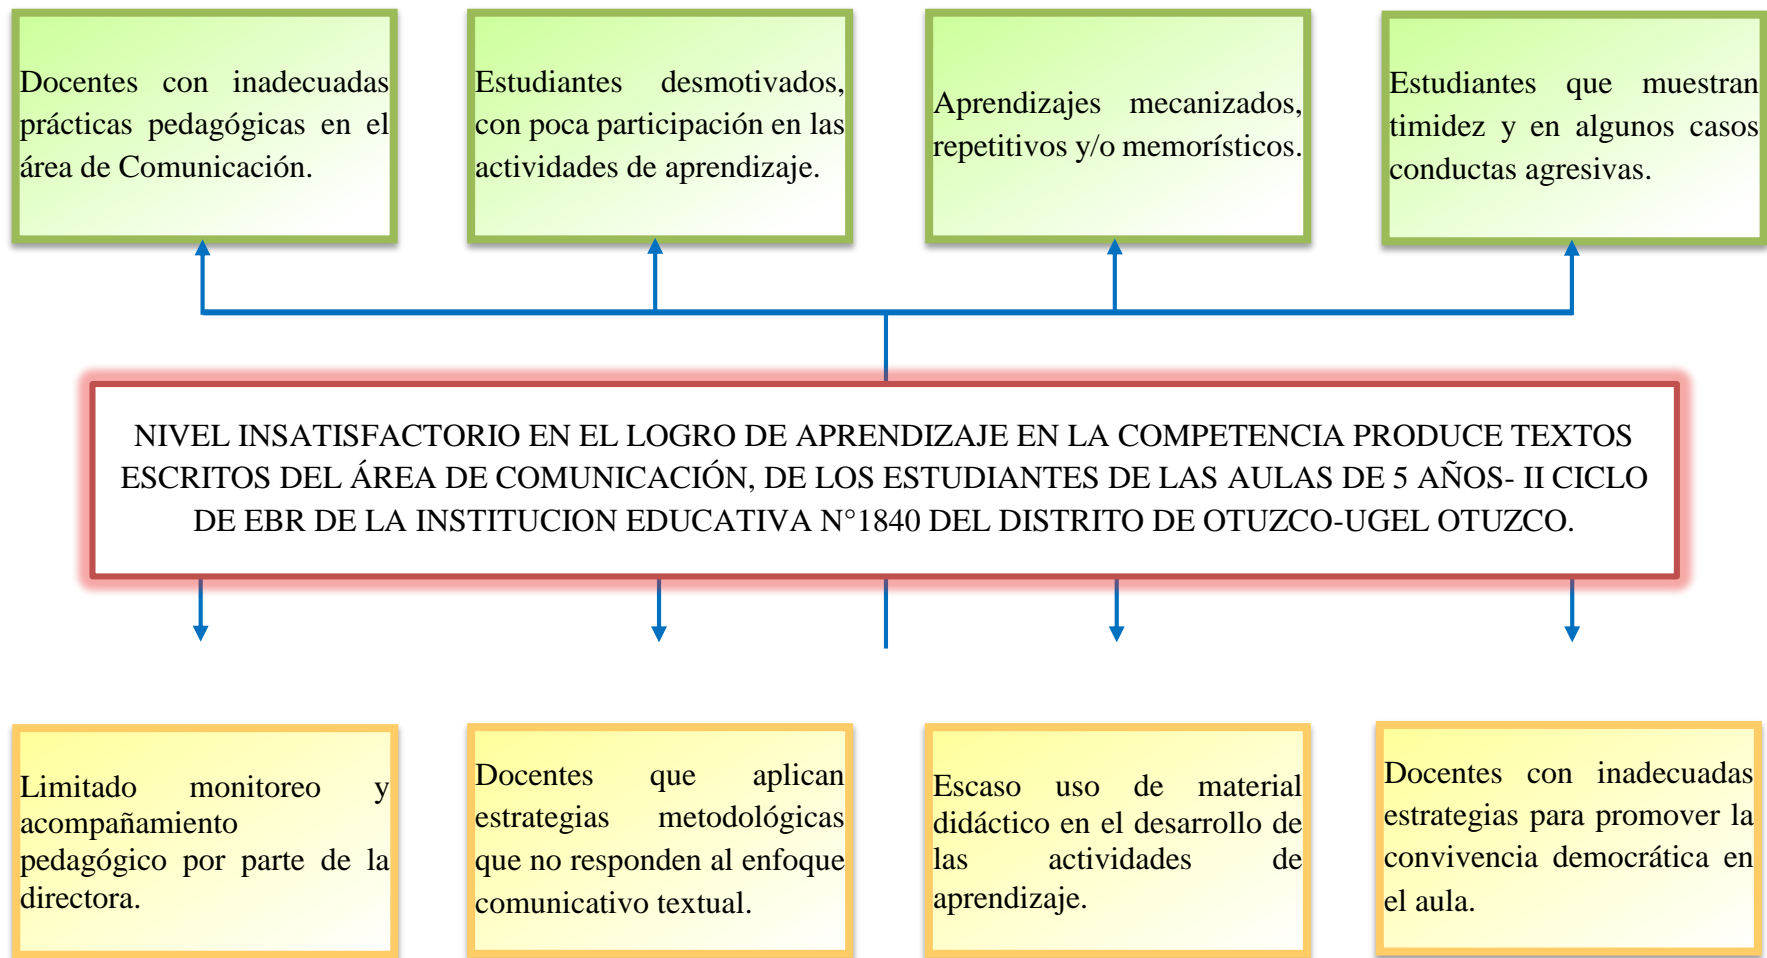 Docentes con inadecuadas
prácticas pedagógicas en el
área de Comunicación.
Estudiantes desmotivados,
con poca participación en las
actividades de aprendizaje.
Aprendizajes mecanizados,
repetitivos y/o memorísticos.
Estudiantes que muestran
timidez y en algunos casos
conductas agresivas.
NIVEL INSATISFACTORIO EN EL LOGRO DE APRENDIZAJE EN LA COMPETENCIA PRODUCE TEXTOS
ESCRITOS DEL ÁREA DE COMUNICACIÓN, DE LOS ESTUDIANTES DE LAS AULAS DE 5 AÑOS- II CICLO
DE EBR DE LA INSTITUCION EDUCATIVA N°1840 DEL DISTRITO DE OTUZCO-UGEL OTUZCO.
Limitado monitoreo y
acompañamiento
pedagógico por parte de la
directora.
Docentes que aplican
estrategias metodológicas
que no responden al enfoque
comunicativo textual.
Escaso uso de material
didáctico en el desarrollo de
las actividades de
aprendizaje.
Docentes con inadecuadas
estrategias para promover la
convivencia democrática en
el aula.